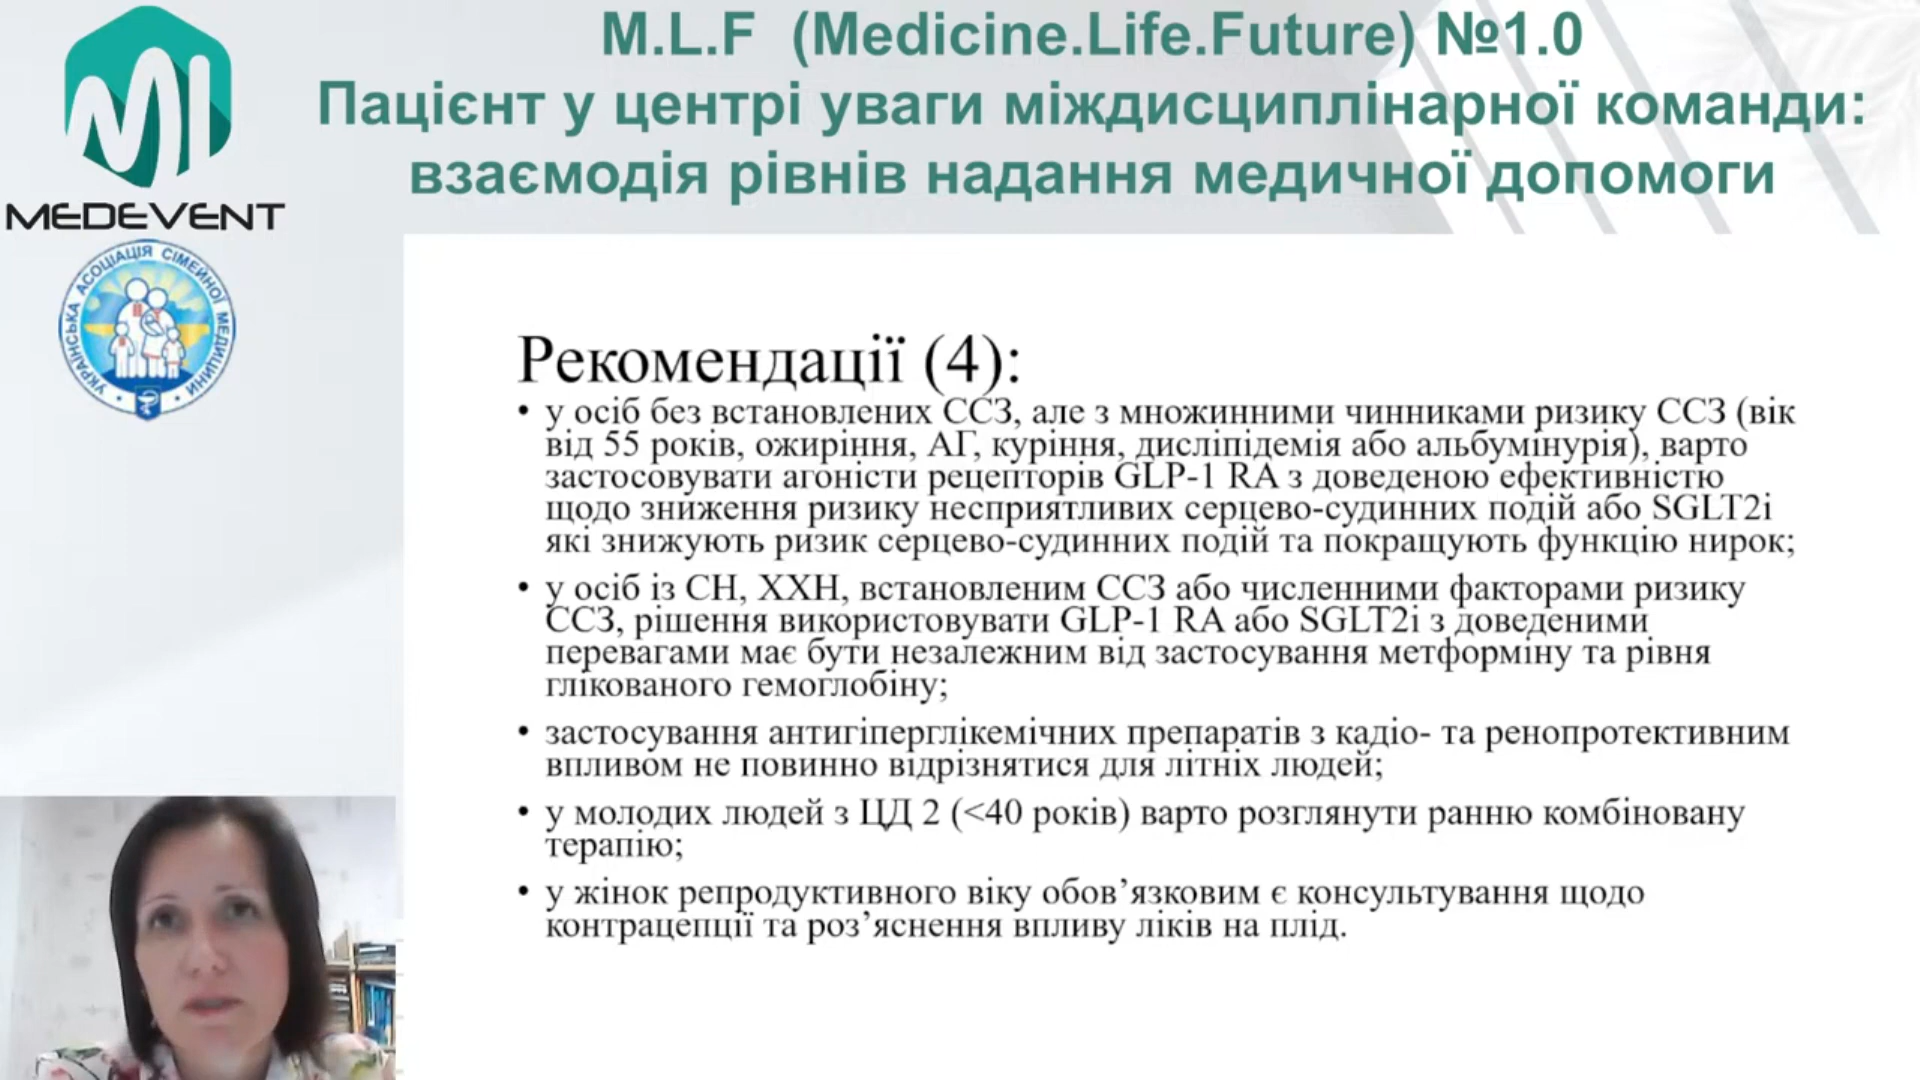 M.L.F (Medicine.Life.Future) №1.0
Пацієнт у центрі уваги міждисциплінарної команди:
взаємодія рівнів надання медичної допомоги
MEDEVENT
УКРАЇНСЬКА АСОЦІАЦІЯ СІМЕЙНОЇ МЕДИЦИНИ
Рекомендації (4):
• у осіб без встановлених ССЗ, але з множинними чинниками ризику ССЗ (вік
від 55 років, ожиріння, АГ, куріння, дисліпідемія або альбумінурія), варто
застосовувати агоністи рецепторів GLP-1 RA з доведеною ефективністю
щодо зниження ризику несприятливих серцево-судинних подій або SGLT2i
які знижують ризик серцево-судинних подій та покращують функцію нирок;
• у осіб із СН, ХХН, встановленим ССЗ або численними факторами ризику
ССЗ, рішення використовувати GLP-1 RA або SGLT2i з доведеними
перевагами має бути незалежним від застосування метформіну та рівня
глікованого гемоглобіну;
• застосування антигіперглікемічних препаратів з кадіо- та ренопротективним
впливом не повинно відрізнятися для літніх людей;
• у молодих людей з ЦД 2 (<40 років) варто розглянути ранню комбіновану
терапію;
• у жінок репродуктивного віку обов’язковим є консультування щодо
контрацепції та роз’яснення впливу ліків на плід.